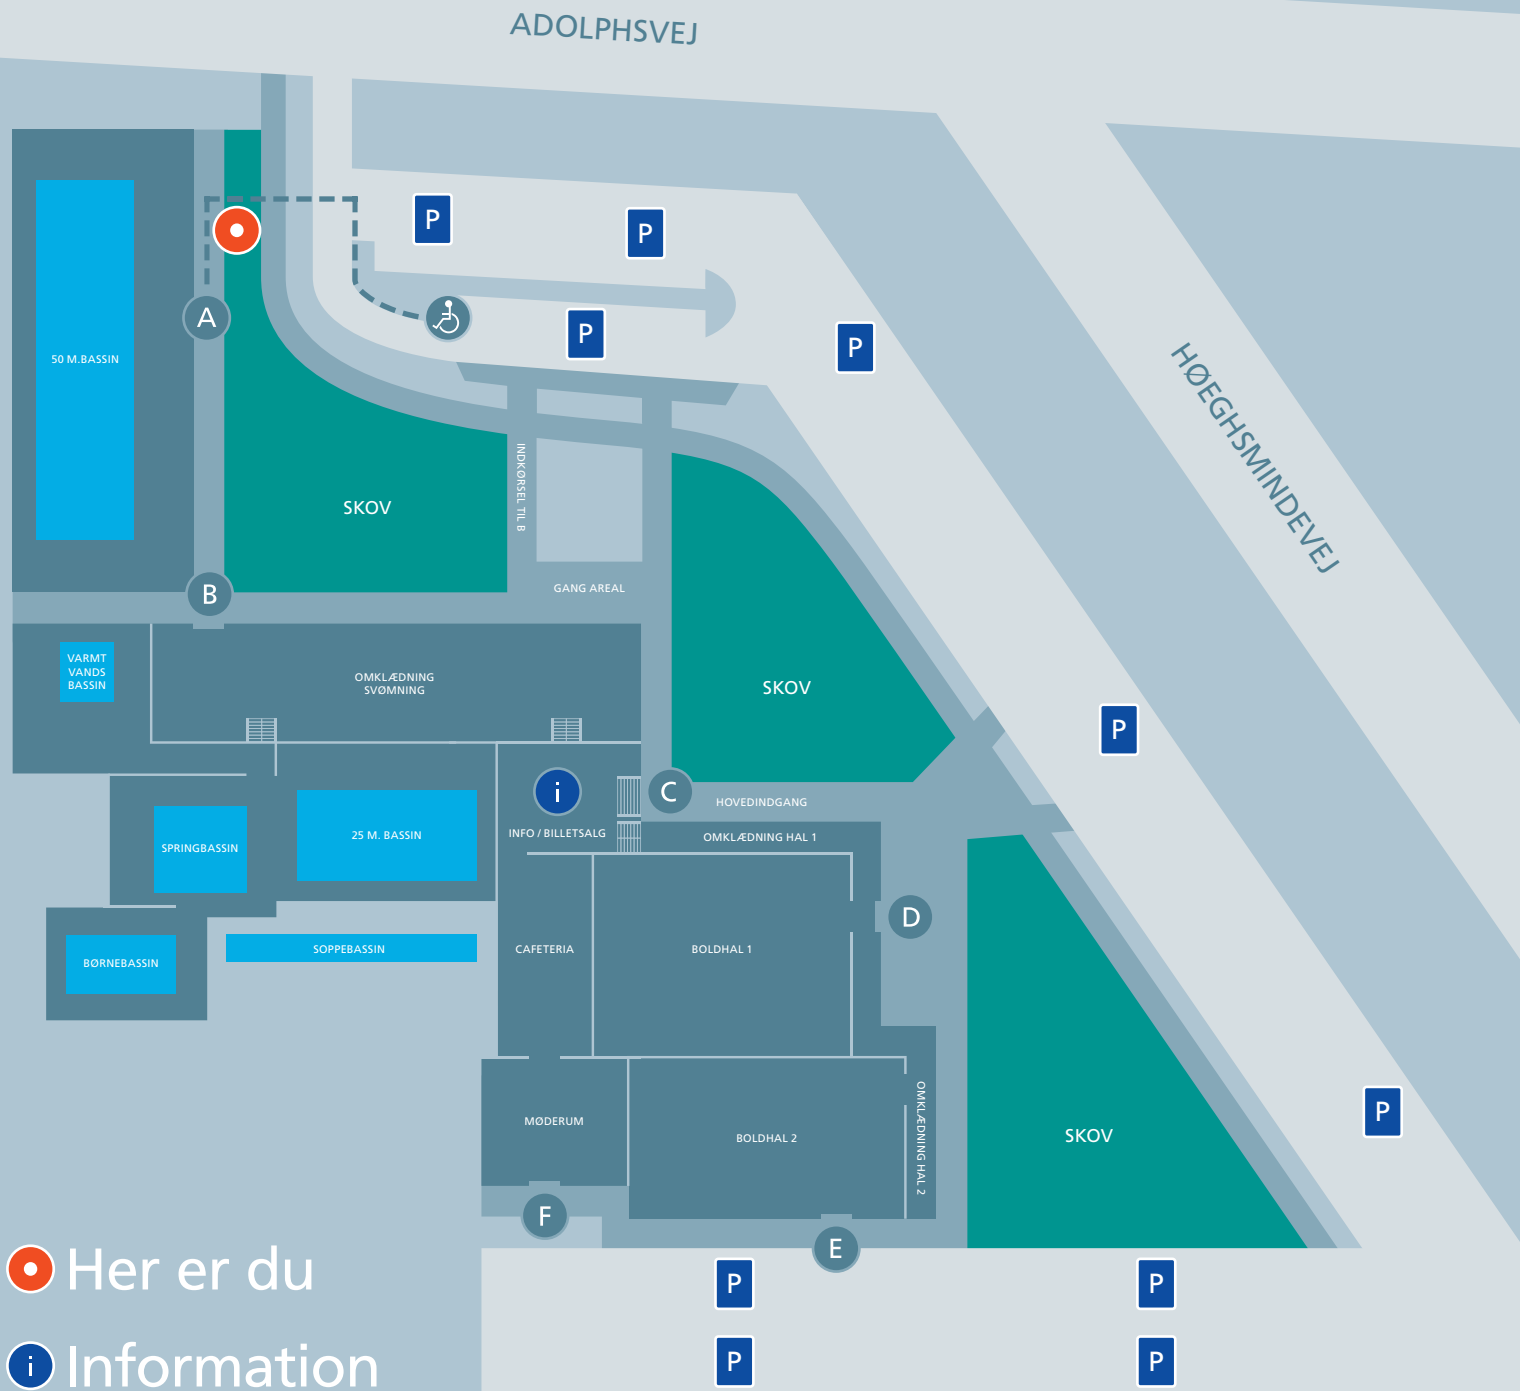 ADOLPHSVEJ
P
P
A
P
P
50 M.BASSIN
HØEGHSMINDEVEJ
INDKØRSEL TIL B
SKOV
B
GANG AREAL
VARMT
VANDS
BASSIN
OMKLÆDNING
SVØMNING
SKOV
P
i
C
HOVEDINDGANG
INFO / BILLETSALG
OMKLÆDNING HAL 1
25 M. BASSIN
SPRINGBASSIN
D
SOPPEBASSIN
CAFETERIA
BOLDHAL 1
BØRNEBASSIN
MØDERUM
BOLDHAL 2
OMKLÆDNING HAL 2
SKOV
P
F
E
Her er du
P
P
i Information
P
P